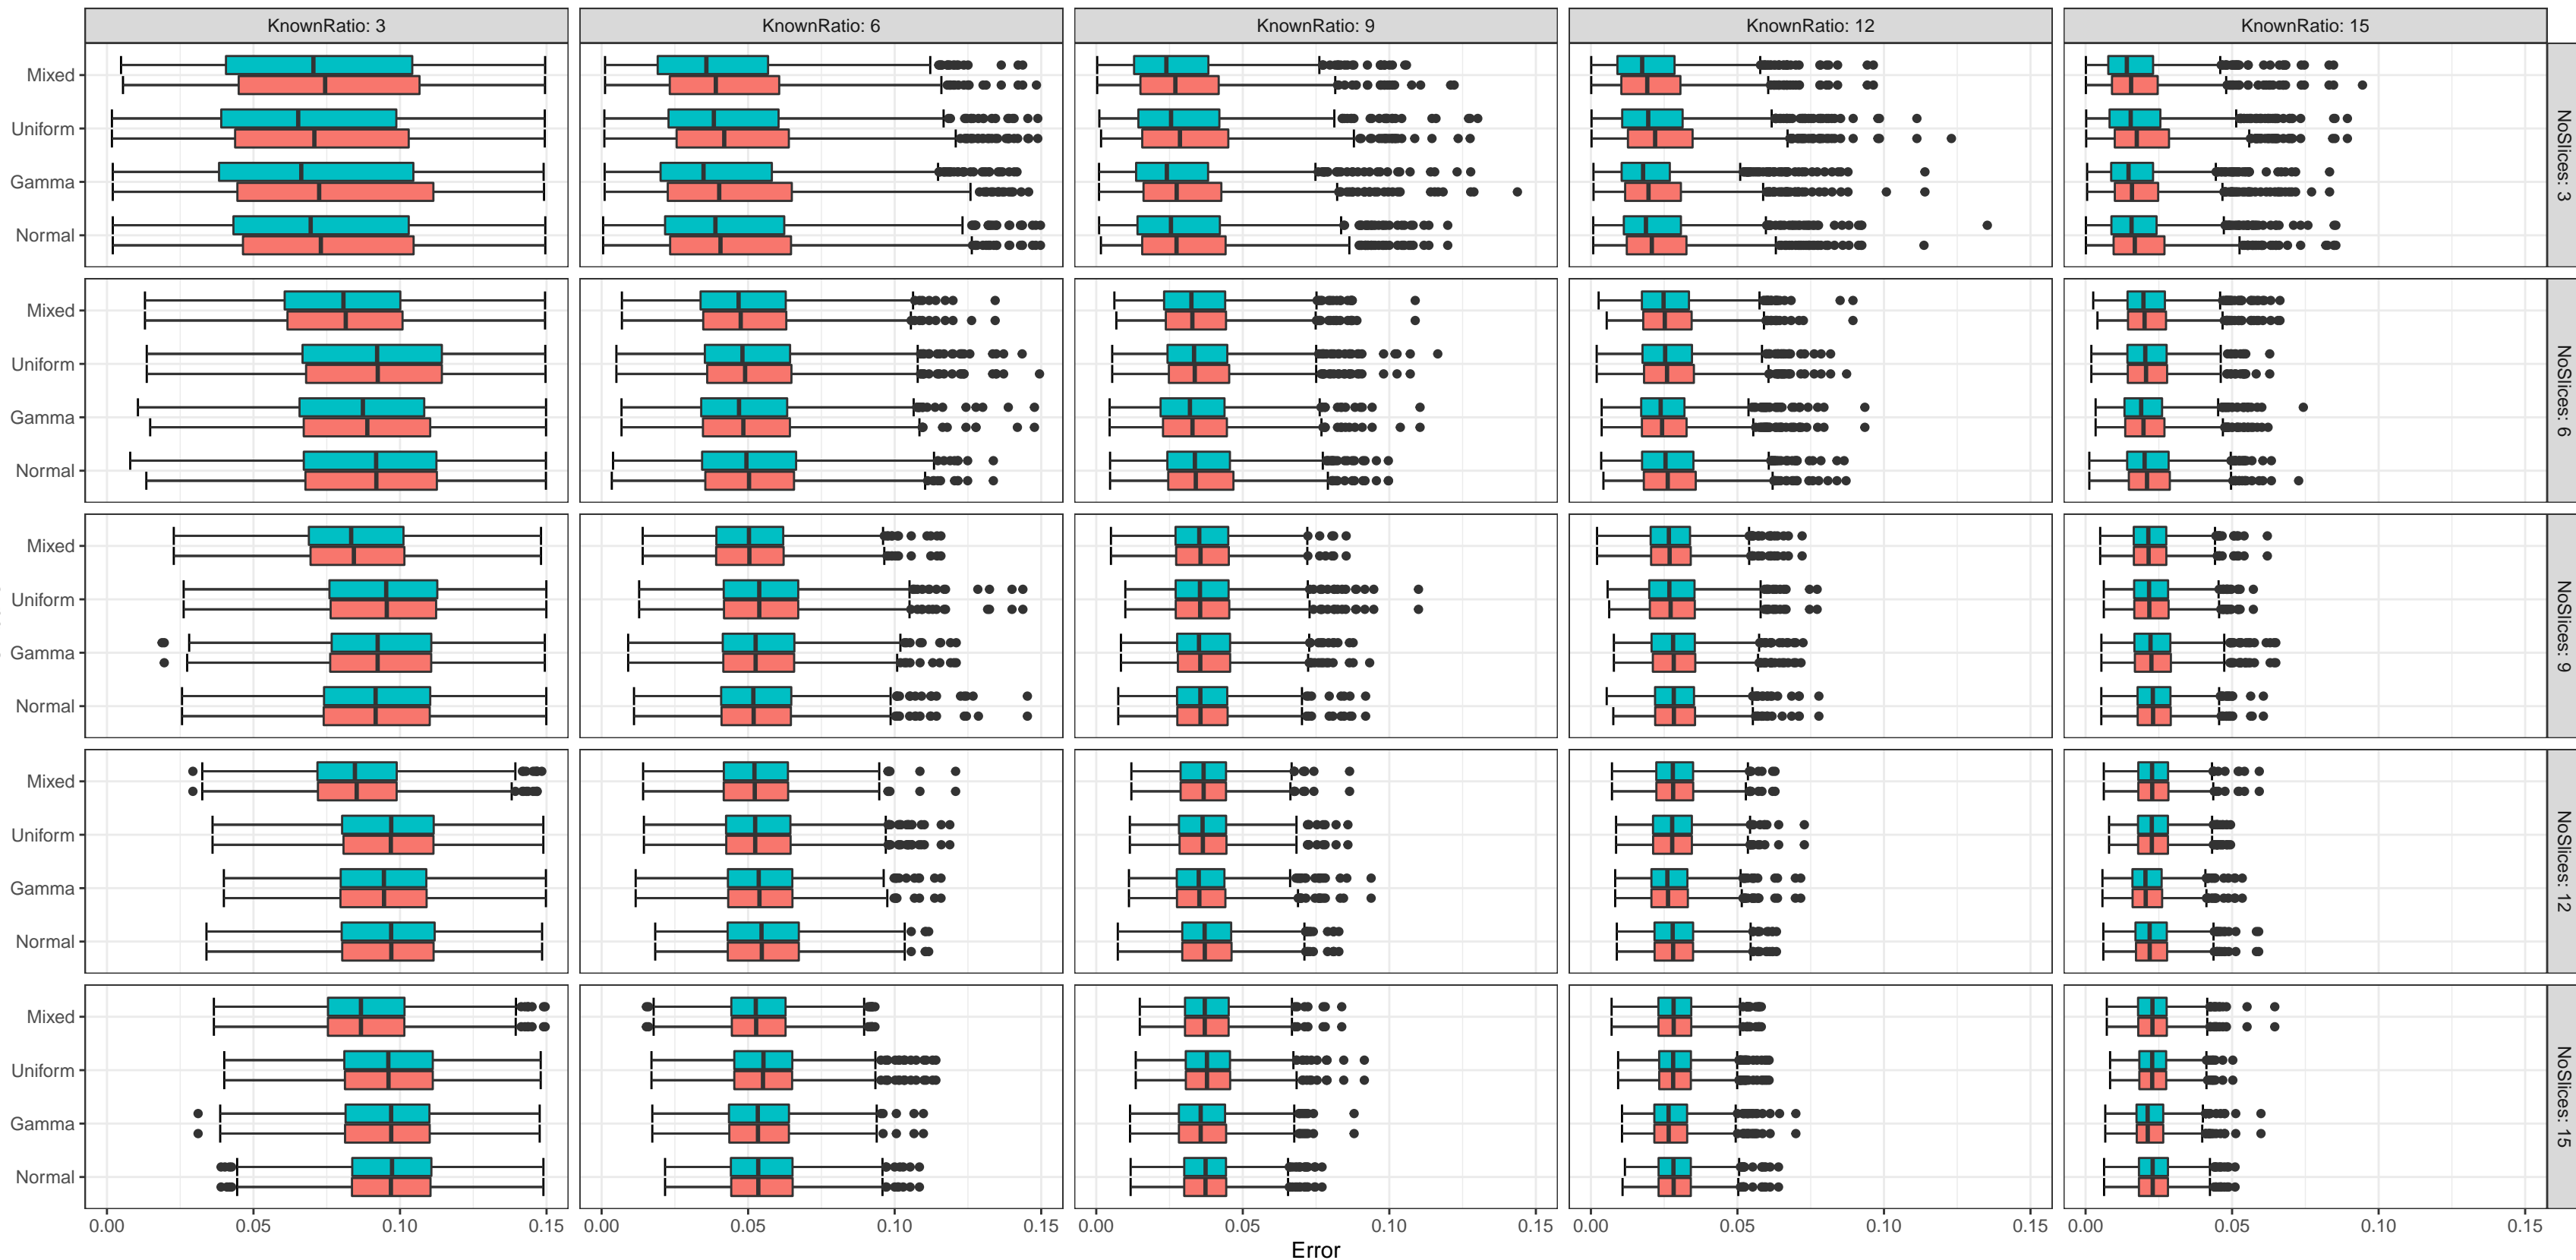 KnownRatio: 3 KnownRatio: 6 KnownRatio: 9 KnownRatio: 12 KnownRatio: 15
Mixed
Uniform
Gamma
Normal
NoSlices: 3
Mixed
Uniform
Gamma
Normal
NoSlices: 6
Mixed
Uniform
Gamma
Normal
NoSlices: 9
Mixed
Uniform
Gamma
Normal
NoSlices: 12
Mixed
Uniform
Gamma
Normal
NoSlices: 15
0.00 0.05 0.10 0.15 0.00 0.05 0.10 0.15 0.00 0.05 0.10 0.15 0.00 0.05 0.10 0.15 0.00 0.05 0.10 0.15
Error